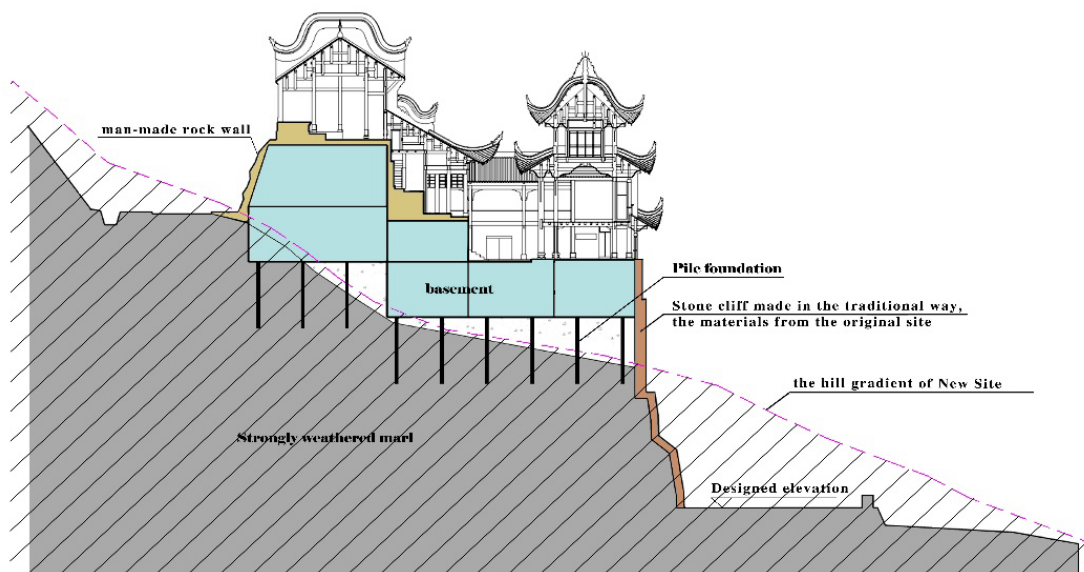 man-made rock wall
basement
Pile foundation
Stone cliff made in the traditional way,
the materials from the original site
the hill gradient of New Site
Strongly weathered marl
Designed elevation